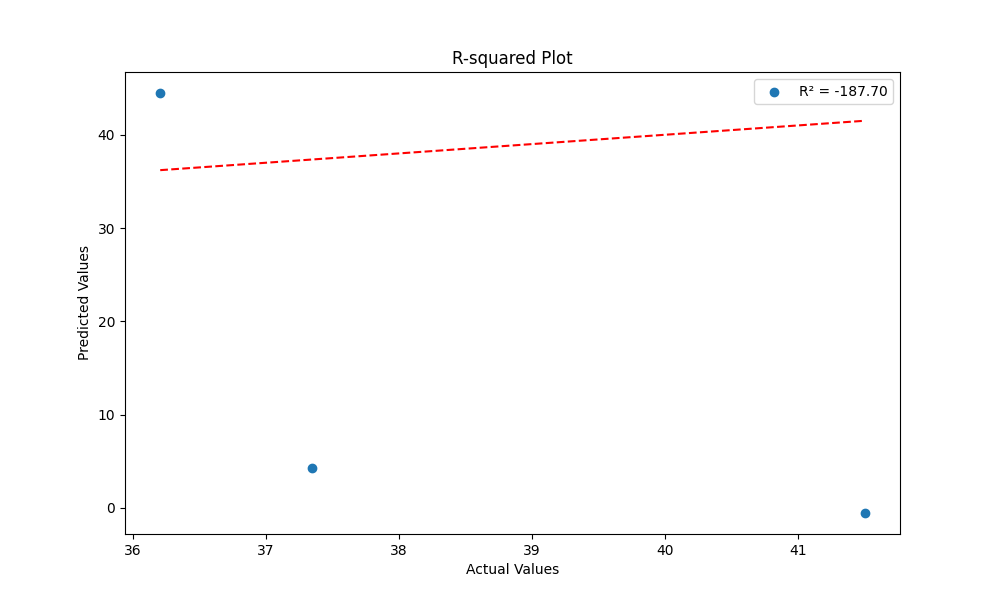 R-squared Plot
R² = -187.70
40
30
20
10
0
Predicted Values
36
37
38
39
40
41
Actual Values